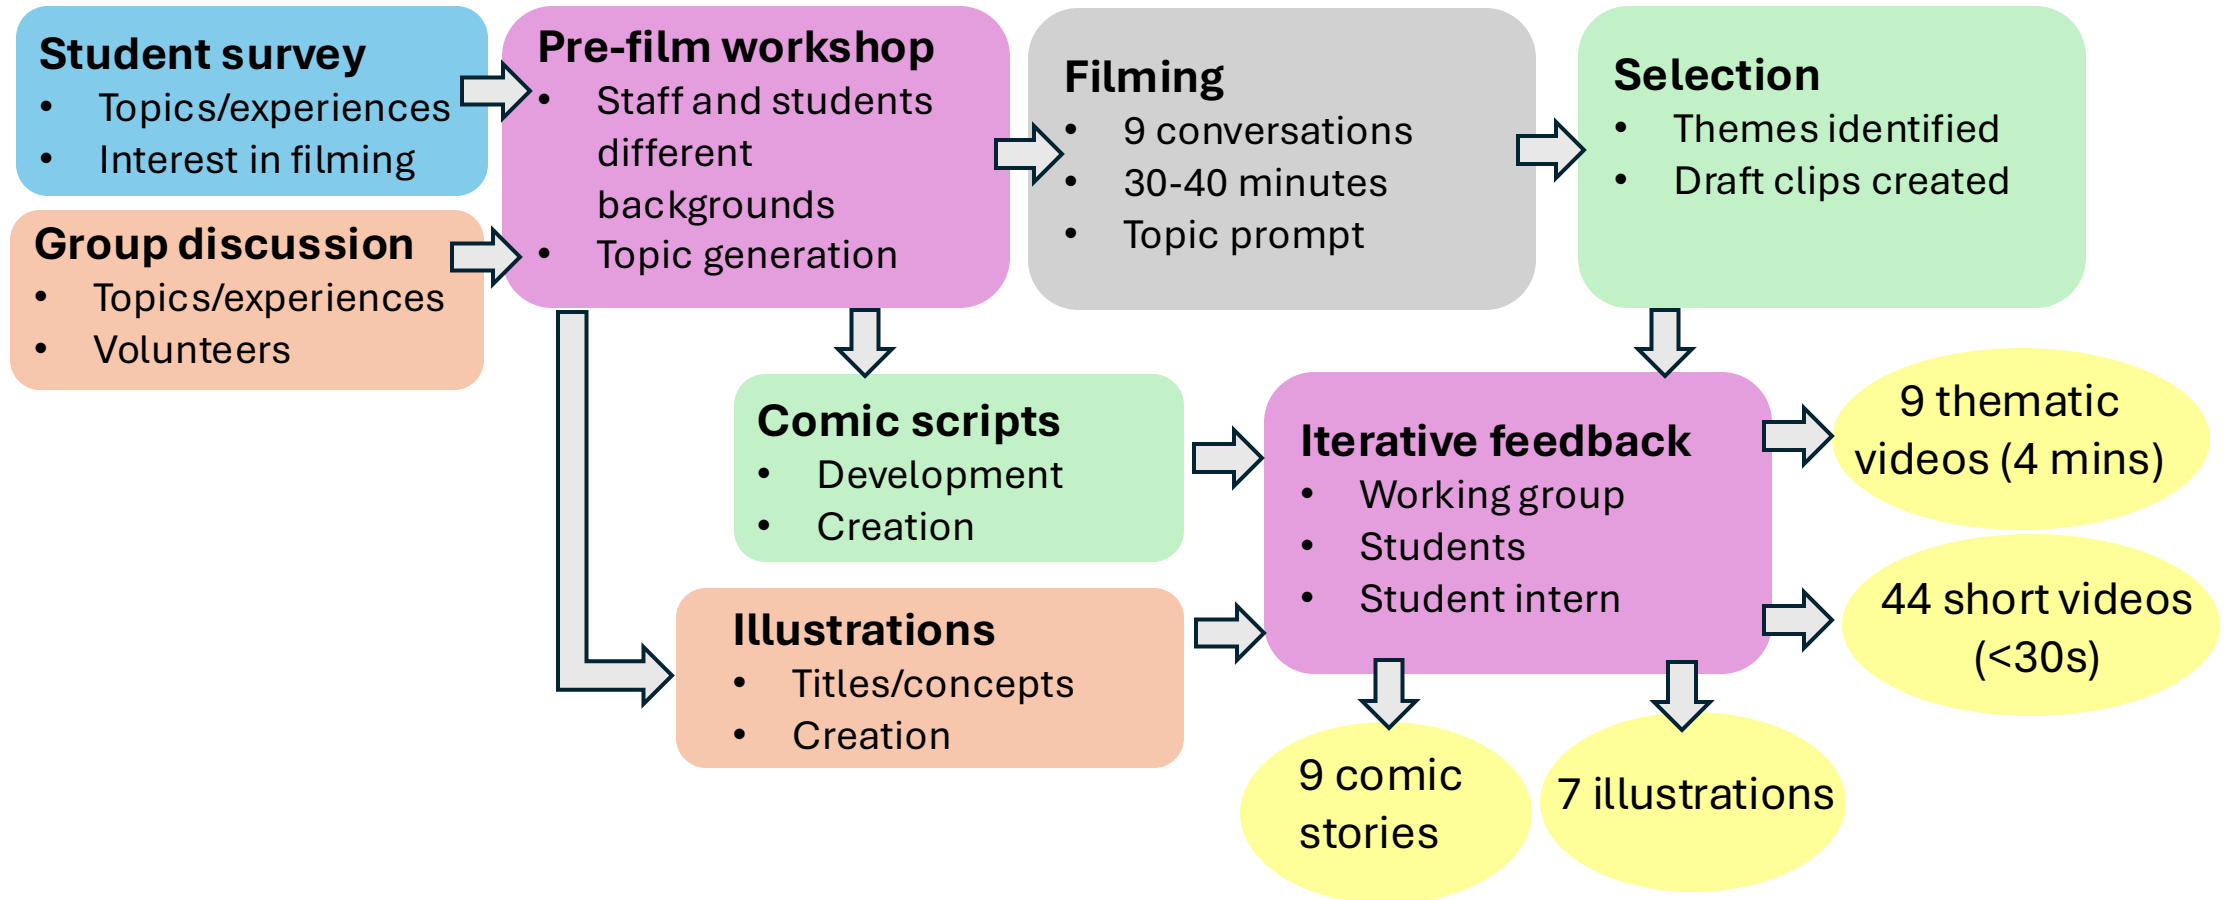 Student survey
• Topics/experiences
• Interest in filming
Group discussion
• Topics/experiences
• Volunteers
Pre-film workshop
• Staff and students
different
backgrounds
• Topic generation
Filming
• 9 conversations
• 30-40 minutes
• Topic prompt
Selection
• Themes identified
• Draft clips created
Comic scripts
• Development
• Creation
Illustrations
• Titles/concepts
• Creation
Iterative feedback
• Working group
• Students
• Student intern
9 thematic
videos (4 mins)
44 short videos
(<30s)
9 comic
stories
7 illustrations